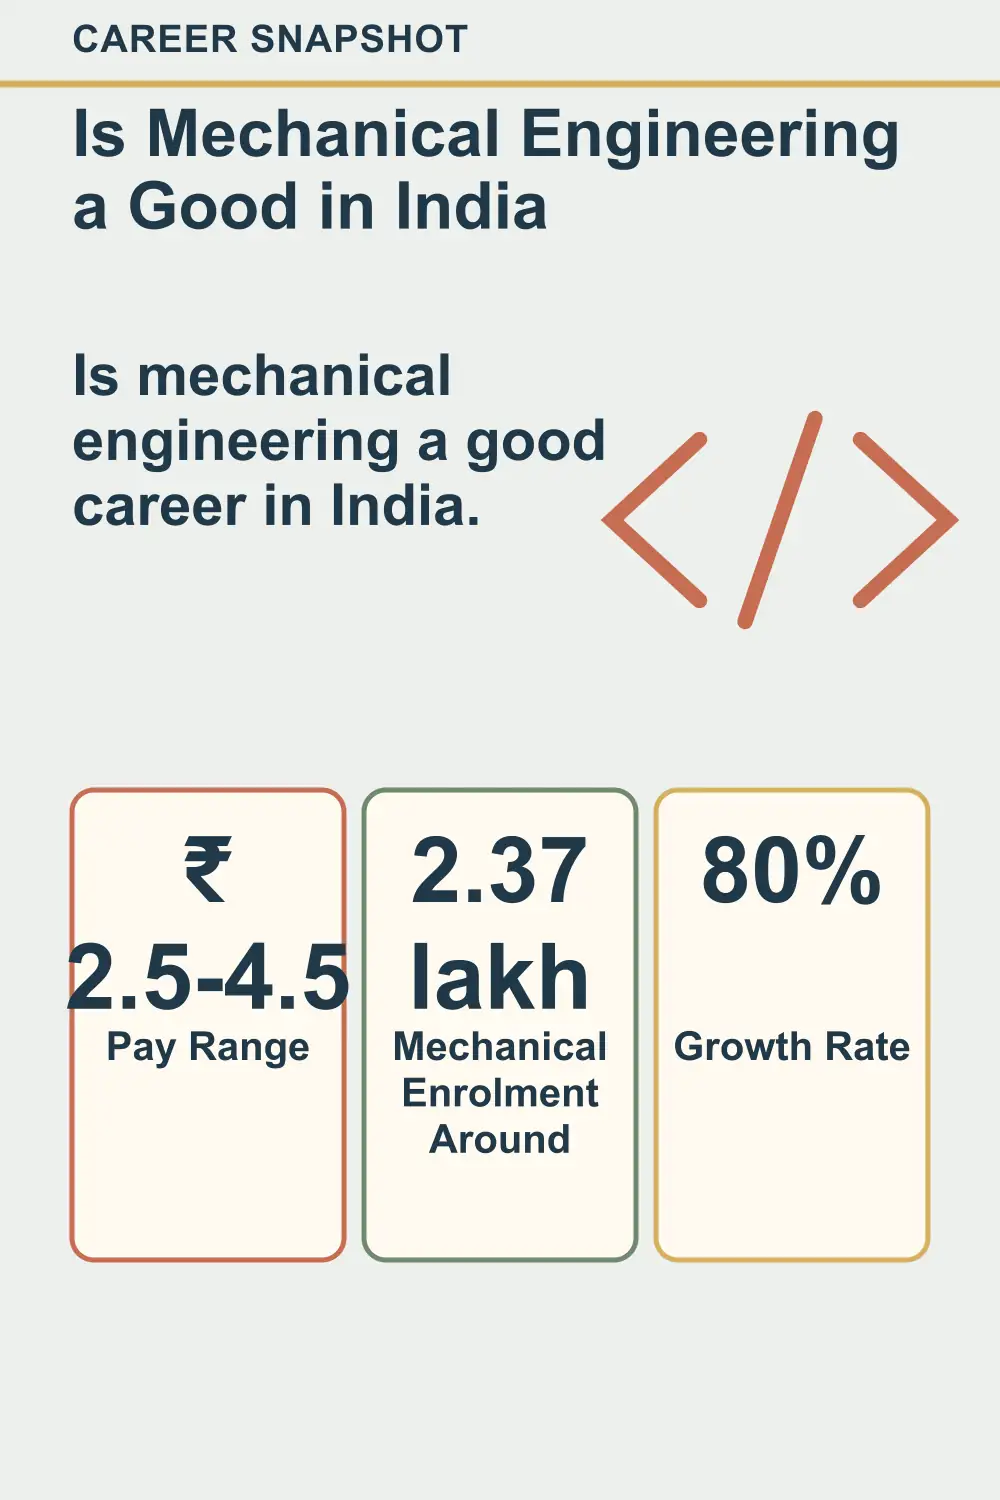 CAREER SNAPSHOT
Is Mechanical Engineering
a Good in India
Is mechanical
engineering a good
career in India.
₹
2.5-4.5
Pay Range
2.37
lakh
Mechanical
Enrolment
Around
80%
Growth Rate